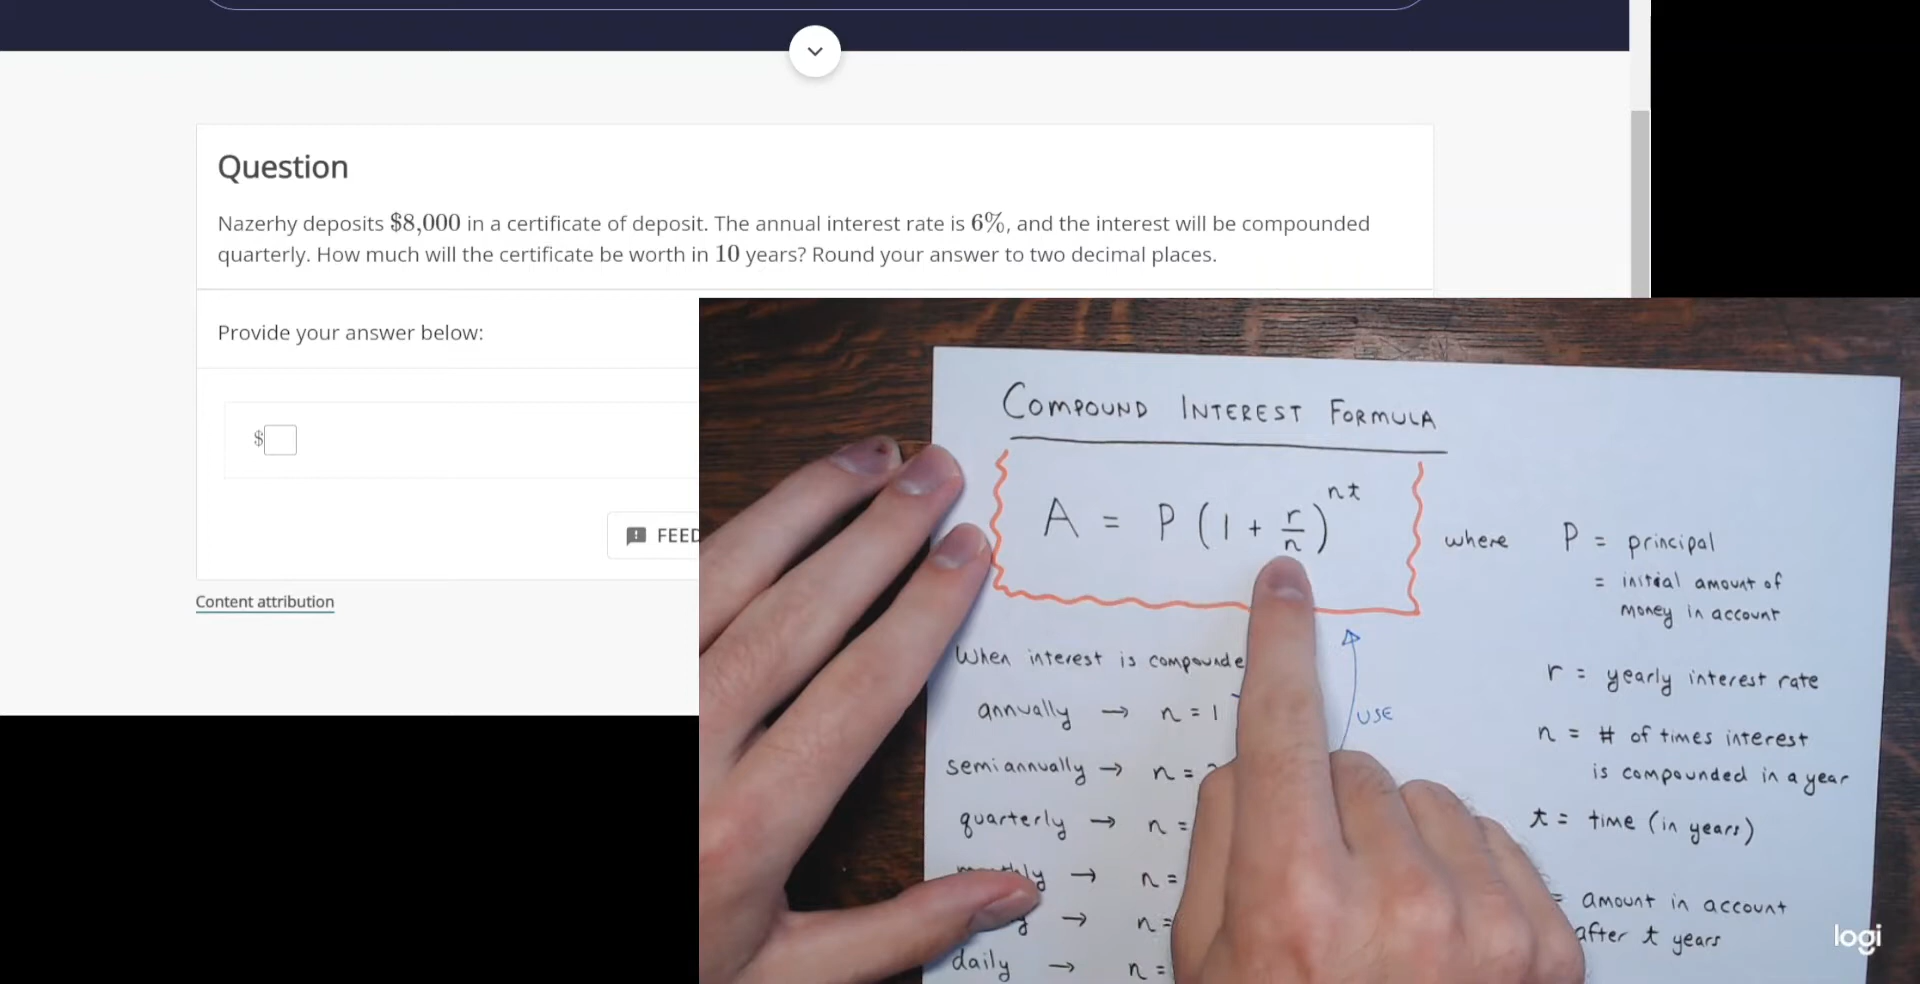 Question
Nazerhy deposits $8,000 in a certificate of deposit. The annual interest rate is 6%, and the interest will be compounded
quarterly. How much will the certificate be worth in 10 years? Round your answer to two decimal places.
Provide your answer below:
$
FEED
Content attribution
COMPOUND INTEREST FORMULA
A = P(1 + r/n)^nt
where P = principal
= initial amount of
money in account
r = yearly interest rate
n = # of times interest
is compounded in a year
t = time (in years)
= amount in account
after t years
When interest is compounde
annually → n = 1
semiannually → n =
quarterly → n =
→ n =
→ n =
daily → n =
USE
logi